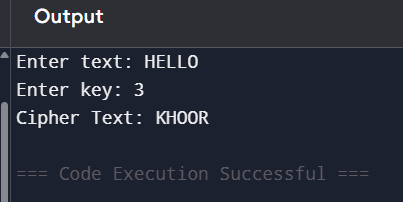 Output
Enter text: HELLO
Enter key: 3
Cipher Text: KHOOR
=== Code Execution Successful ===